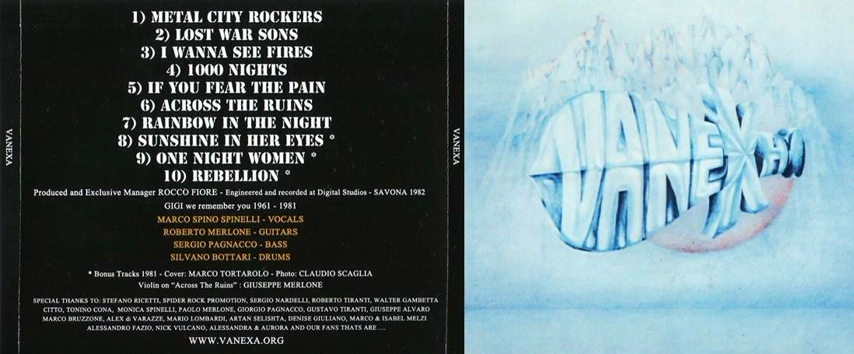 1) METAL CITY ROCKERS
2) LOST WAR SONS
3) I WANNA SEE FIRES
4) 1000 NIGHTS
5) IF YOU FEAR THE PAIN
6) ACROSS THE RUINS
7) RAINBOW IN THE NIGHT
8) SUNSHINE IN HER EYES *
9) ONE NIGHT WOMEN *
10) REBELLION *
Produced and Exclusive Manager ROCCO FIORE - Engineered and recorded at Digital Studios - SAVONA 1982
GIGI we remember you 1961 - 1981
MARCO SPINO SPINELLI - VOCALS
ROBERTO MERLONE - GUITARS
SERGIO PAGNACCO - BASS
SILVANO BOTTARI - DRUMS
* Bonus Tracks 1981 - Cover: MARCO TORTAROLO - Photo: CLAUDIO SCAGLIA
Violin on "Across The Ruins" : GIUSEPPE MERLONE
SPECIAL THANKS TO: STEFANO RICETTI, SPIDER ROCK PROMOTION, SERGIO NARDELLI, ROBERTO TIRANTI, WALTER GAMBETTA
CITTO, TONINO CONA, MONICA SPINELLI, PAOLO MERLONE, GIORGIO PAGNACCO, GUSTAVO TIRANTI, GIUSEPPE ALVARO
MARCO BRUZZONE, ALEX di VARAZZE, MARIO LOMBARDI, ARTAN SELISHTA, DENISE GIULIANO, MARCO & ISABEL MELZI
ALESSANDRO FAZIO, NICK VULCANO, ALESSANDRA & AURORA AND OUR FANS THATS ARE ....
WWW.VANEXA.ORG
VANEXA
VANEXA
VANEXA